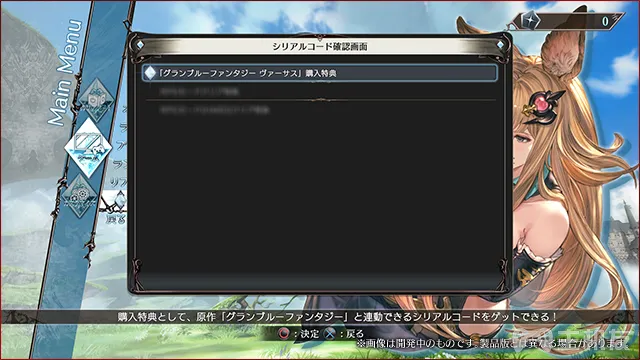 Main Menu
0
シリアルコード確認画面
「グランブルーファンタジー ヴァーサス」購入特典
戻る
購入特典として、原作「グランブルーファンタジー」と連動できるシリアルコードをゲットできる！
：決定 ：戻る
※画像は開発中のものです。製品版とは異なる場合があります。